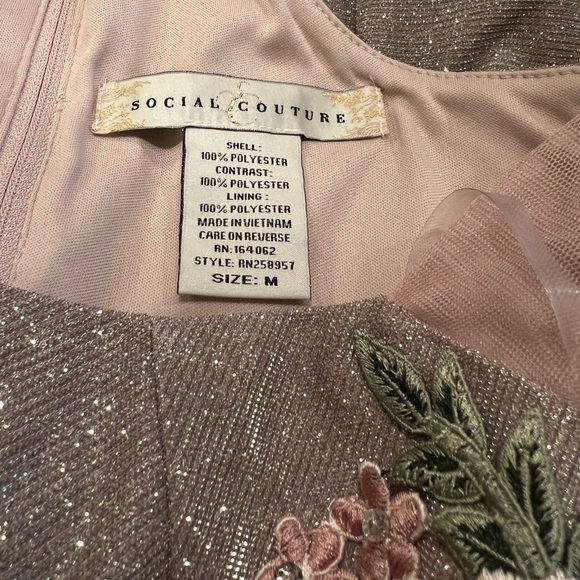 SOCIAL COUTURE
SHELL:
100% POLYESTER
CONTRAST:
100% POLYESTER
LINING:
100% POLYESTER
MADE IN VIETNAM
CARE ON REVERSE
RN: 164062
STYLE: RN258957
SIZE: M